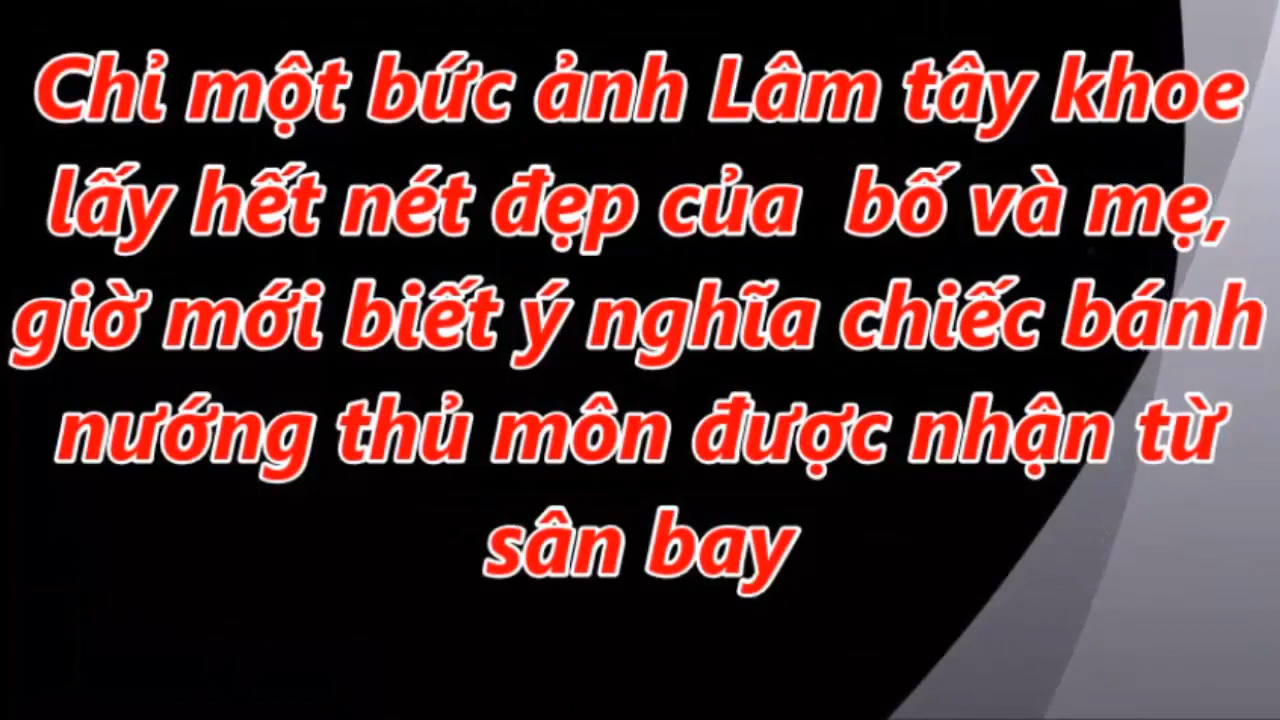 Chỉ một bức ảnh Lâm tây khoe
lấy hết nét đẹp của  bố và mẹ,
giờ mới biết ý nghĩa chiếc bánh
nướng thủ môn được nhận từ
sân bay